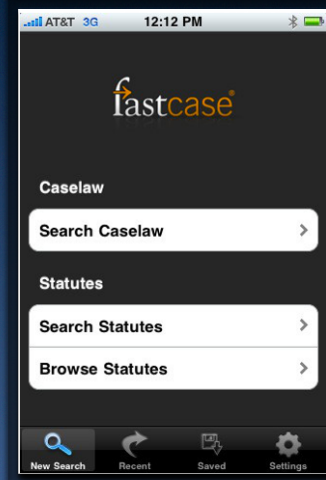 AT&T 3G 12:12 PM
fastcase®
Caselaw
Search Caselaw
Statutes
Search Statutes
Browse Statutes
New Search Recent Saved Settings